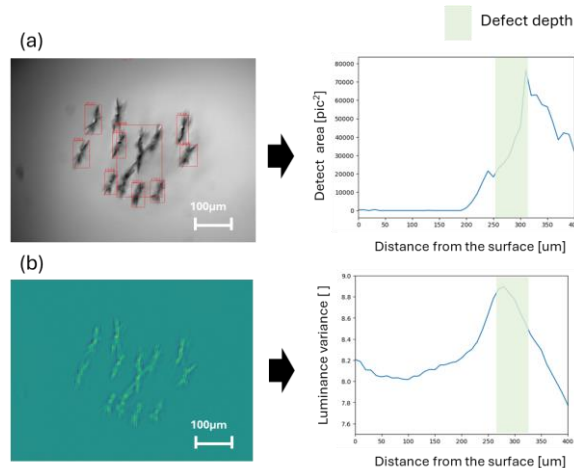 Defect depth
(a)
100μm
Detect area [pic²]
80000
70000
60000
50000
40000
30000
20000
10000
0
0 50 100 150 200 250 300 350 400
Distance from the surface [um]
(b)
100μm
Luminance variance [ ]
9.0
8.8
8.6
8.4
8.2
8.0
7.8
7.6
0 50 100 150 200 250 300 350 400
Distance from the surface [um]